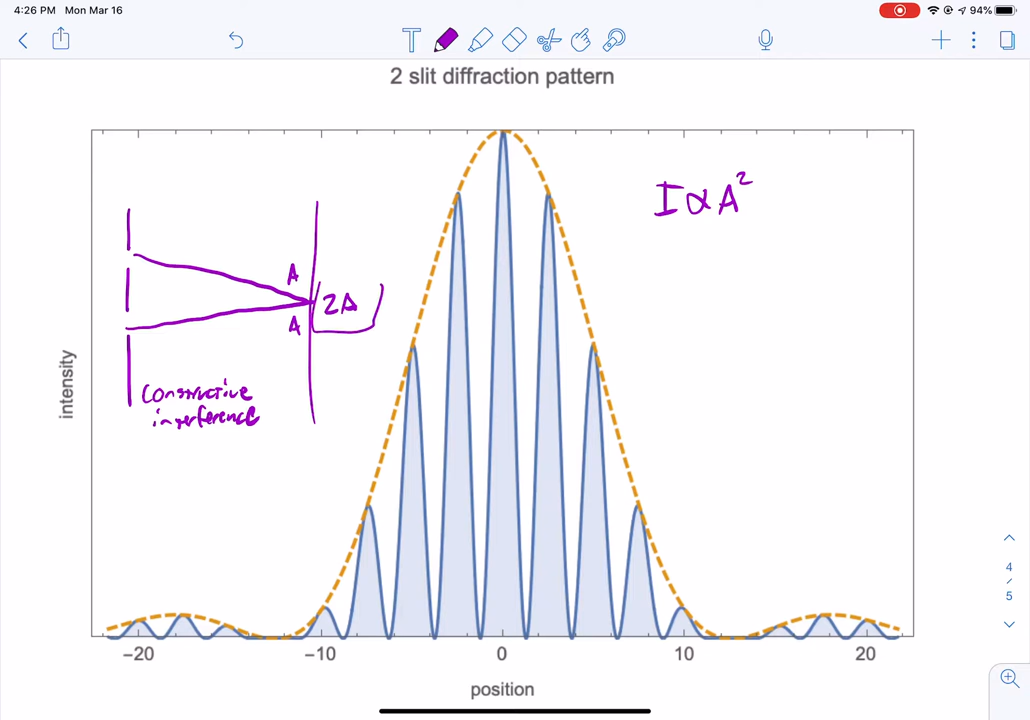 4:26 PM Mon Mar 16
94%
T
2 slit diffraction pattern
I∝A²
A
2A
A
constructive
interference
intensity
-20 -10 0 10 20
position
4
/
5